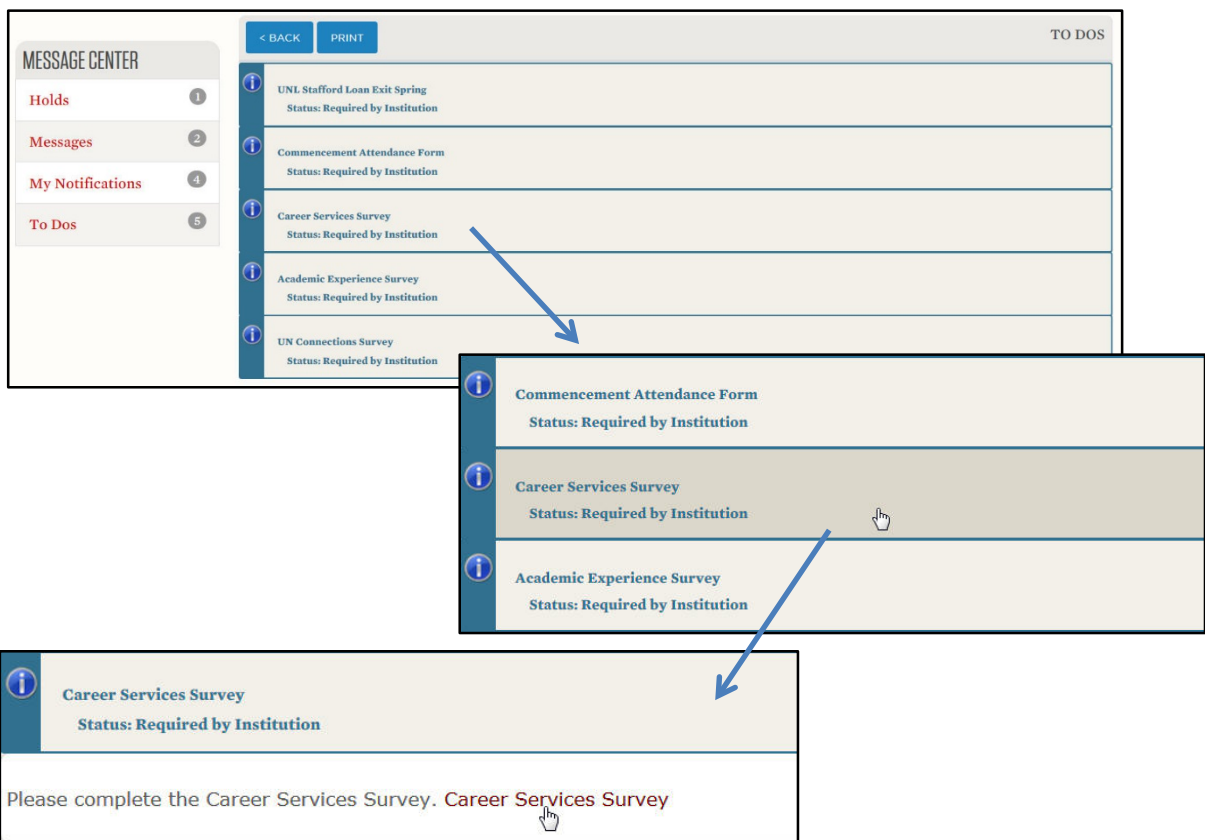 < BACK PRINT TO DOS
MESSAGE CENTER
Holds 1
Messages 2
My Notifications 4
To Dos 5
UNL Stafford Loan Exit Spring
Status: Required by Institution
Commencement Attendance Form
Status: Required by Institution
Career Services Survey
Status: Required by Institution
Academic Experience Survey
Status: Required by Institution
UN Connections Survey
Status: Required by Institution
Commencement Attendance Form
Status: Required by Institution
Career Services Survey
Status: Required by Institution
Academic Experience Survey
Status: Required by Institution
Career Services Survey
Status: Required by Institution
Please complete the Career Services Survey. Career Services Survey